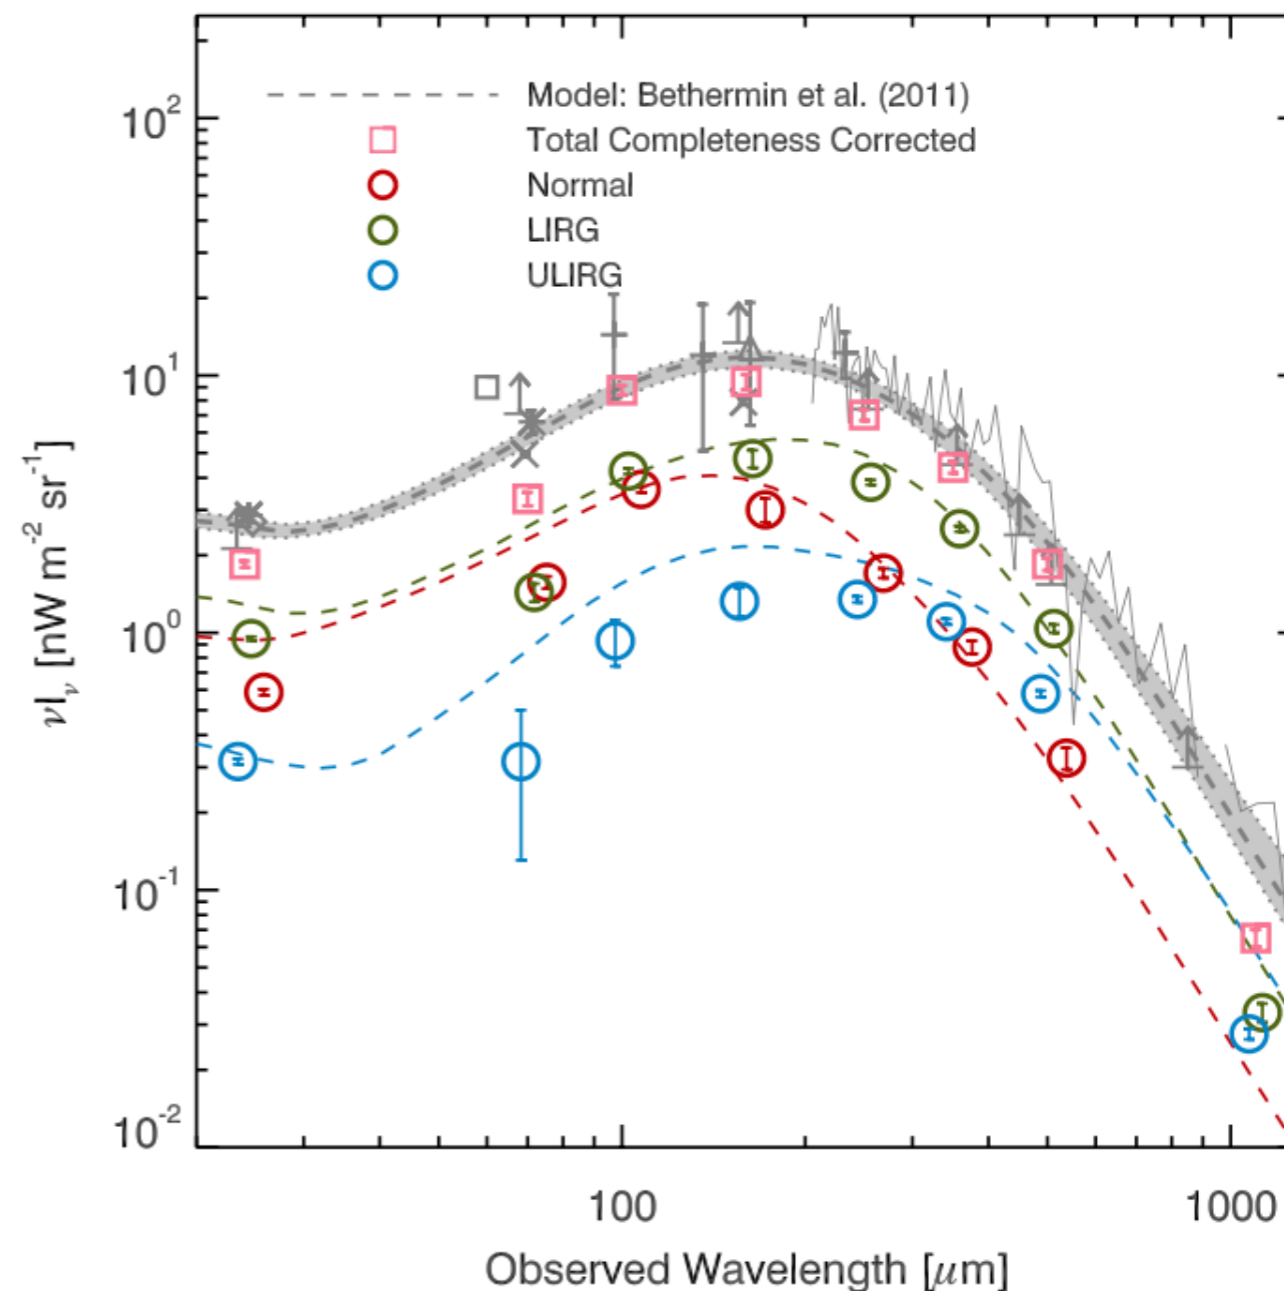 Model: Bethermin et al. (2011)
Total Completeness Corrected
Normal
LIRG
ULIRG
10²
10¹
10⁰
10⁻¹
10⁻²
νIᵥ [nW m⁻² sr⁻¹]
100
1000
Observed Wavelength [μm]